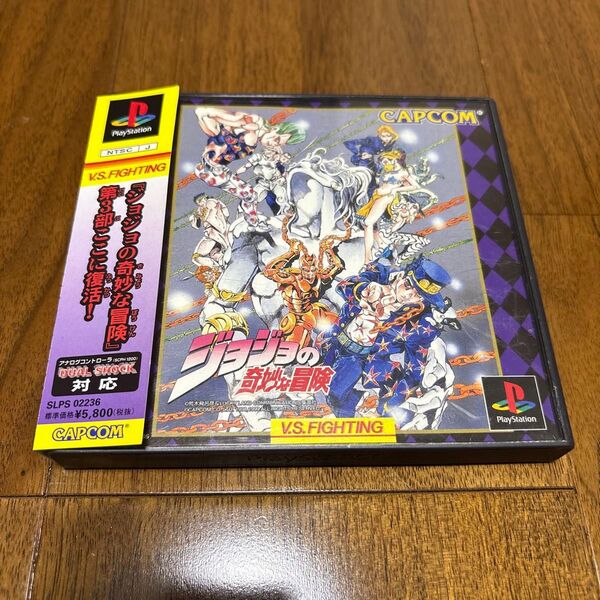 PlayStation
NTSC J
V.S.FIGHTING
『ジョジョの奇妙な冒険』
第3部ここに復活!
アナログコントローラ(SCPH-1200)
DUAL SHOCK
対応
SLPS 02236
標準価格¥5,800(税抜)
CAPCOM
CAPCOM
ジョジョの
奇妙な冒険
V.S.FIGHTING
PlayStation